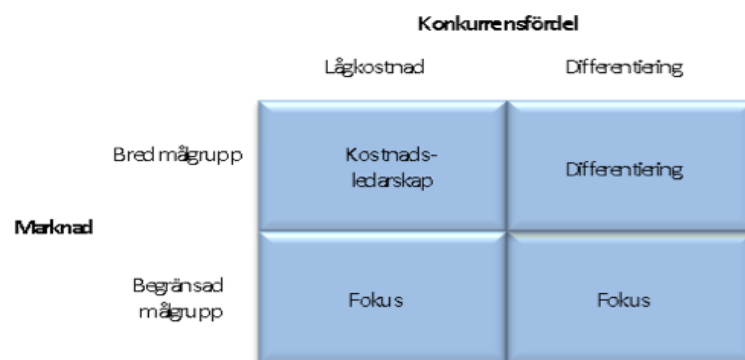 Konkurrensfördel
Lågkostnad Differentiering
Bred målgrupp
Kostnads-
ledarskap
Differentiering
Marknad
Begränsad
målgrupp
Fokus Fokus